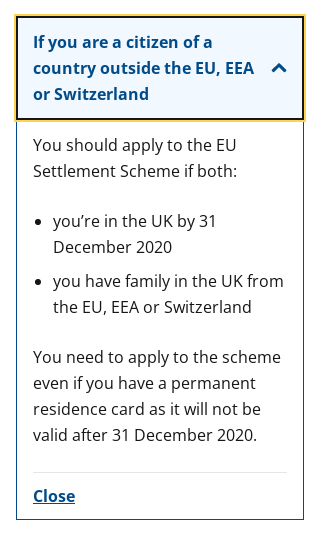 If you are a citizen of a
country outside the EU, EEA
or Switzerland
You should apply to the EU
Settlement Scheme if both:
• you’re in the UK by 31
December 2020
• you have family in the UK from
the EU, EEA or Switzerland
You need to apply to the scheme
even if you have a permanent
residence card as it will not be
valid after 31 December 2020.
Close